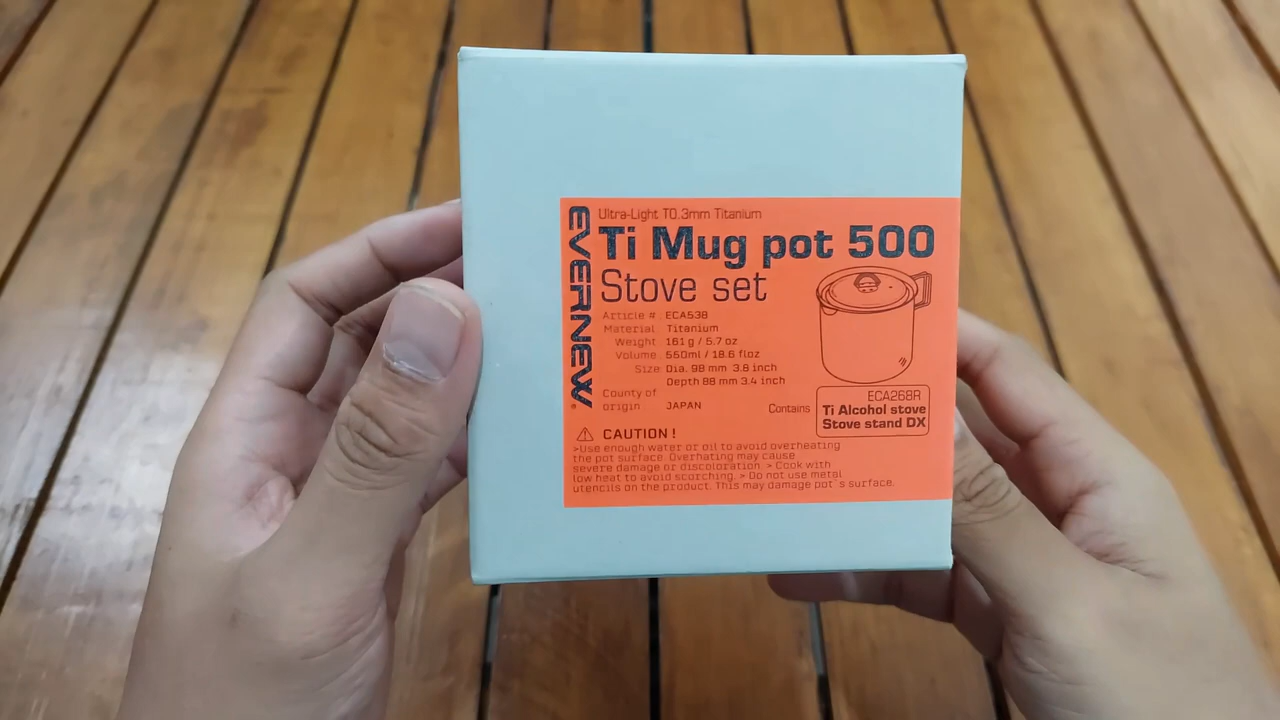 EVERNEW
Ultra-Light T0.3mm Titanium
Ti Mug pot 500
Stove set
Article # ECA538
Material Titanium
Weight 161 g / 5.7 oz
Volume 550ml / 18.6 floz
Size Dia. 98 mm 3.8 inch
Depth 88 mm 3.4 inch
County of
origin JAPAN
Contains
ECA268R
Ti Alcohol stove
Stove stand DX
CAUTION !
>Use enough water or oil to avoid overheating
the pot surface. Overhating may cause
severe damage or discoloration. > Cook with
low heat to avoid scorching. > Do not use metal
utensils on the product. This may damage pot's surface.